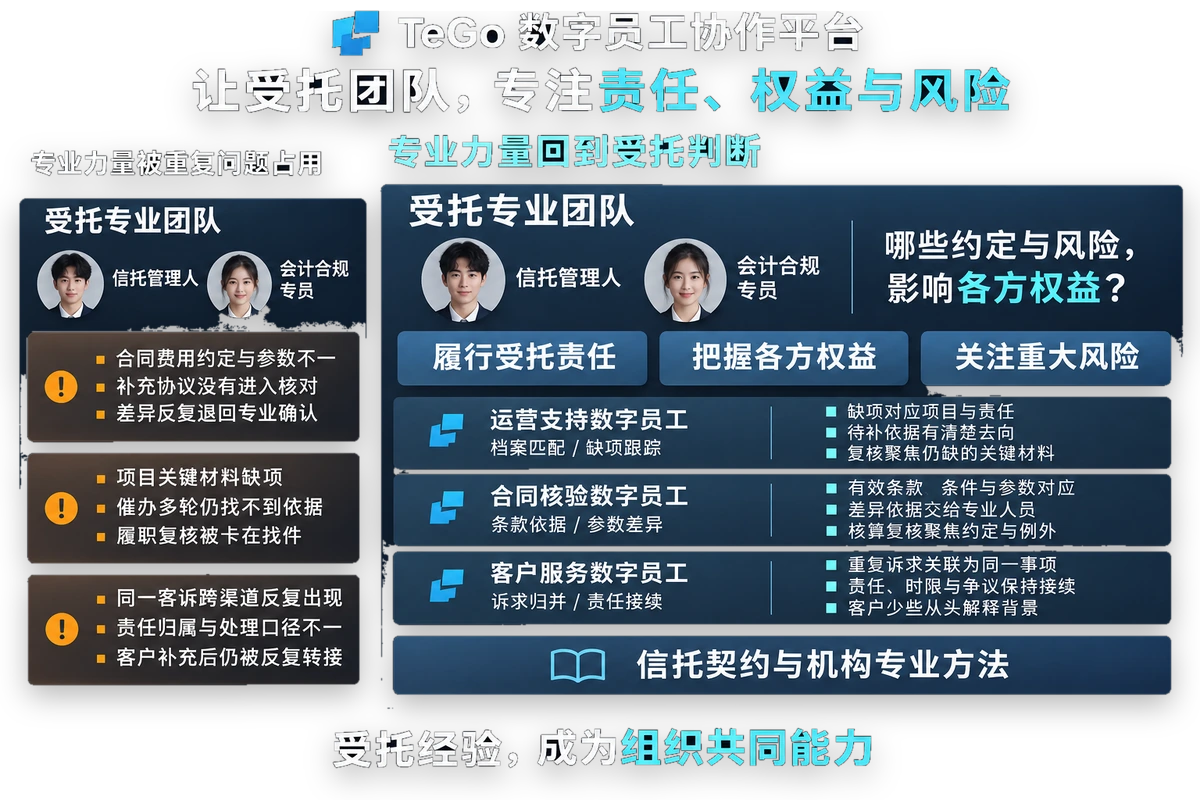 TeGo 数字员工协作平台
让受托团队，专注责任、权益与风险
专业力量被重复问题占用
受托专业团队
信托管理人
会计合规
专员
合同费用约定与参数不一
补充协议没有进入核对
差异反复退回专业确认
项目关键材料缺项
催办多轮仍找不到依据
履职复核被卡在找件
同一客诉跨渠道反复出现
责任归属与处理口径不一
客户补充后仍被反复转接
专业力量回到受托判断
受托专业团队
信托管理人
会计合规
专员
哪些约定与风险，
影响各方权益？
履行受托责任
把握各方权益
关注重大风险
运营支持数字员工
档案匹配 / 缺项跟踪
缺项对应项目与责任
待补依据有清楚去向
复核聚焦仍缺的关键材料
合同核验数字员工
条款依据 / 参数差异
有效条款 条件与参数对应
差异依据交给专业人员
核算复核聚焦约定与例外
客户服务数字员工
诉求归并 / 责任接续
重复诉求关联为同一事项
责任、时限与争议保持接续
客户少些从头解释背景
信托契约与机构专业方法
受托经验，成为组织共同能力